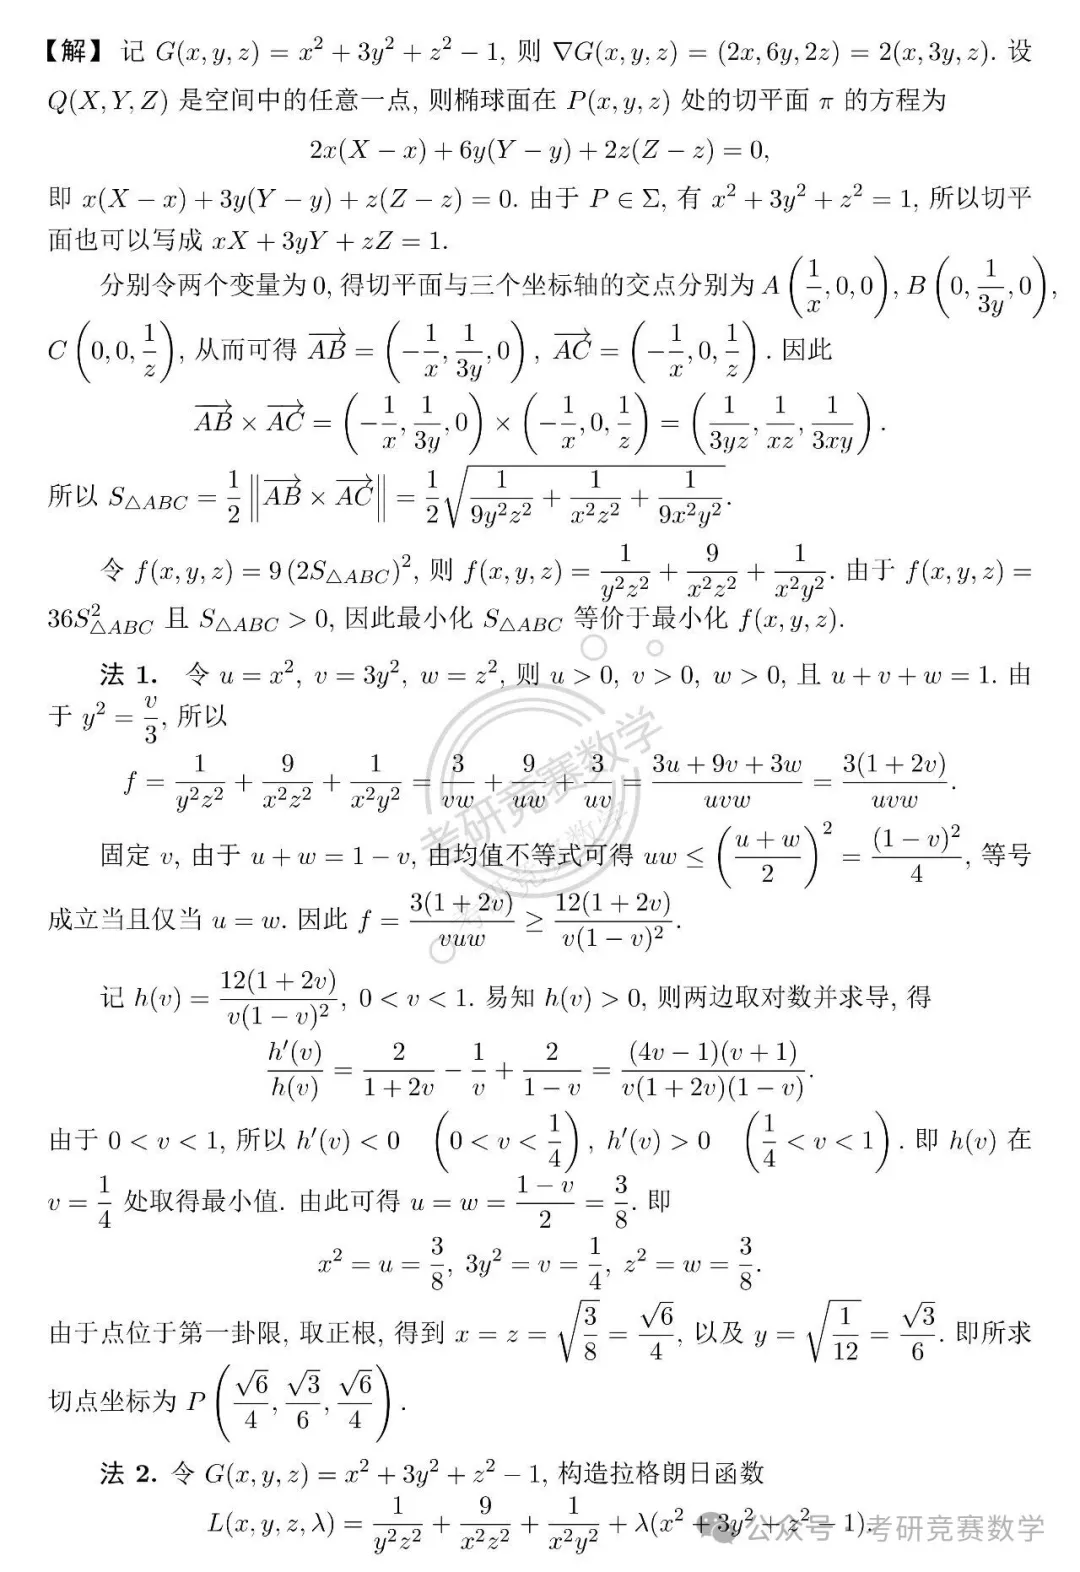 【解】 记 G(x, y, z) = x² + 3y² + z² − 1, 则 ∇G(x, y, z) = (2x, 6y, 2z) = 2(x, 3y, z). 设
Q(X, Y, Z) 是空间中的任意一点, 则椭球面在 P(x, y, z) 处的切平面 π 的方程为
2x(X − x) + 6y(Y − y) + 2z(Z − z) = 0,
即 x(X − x) + 3y(Y − y) + z(Z − z) = 0. 由于 P ∈ Σ, 有 x² + 3y² + z² = 1, 所以切平
面也可以写成 xX + 3yY + zZ = 1.
分别令两个变量为 0, 得切平面与三个坐标轴的交点分别为 A(1/x, 0, 0), B(0, 1/(3y), 0),
C(0, 0, 1/z), 从而可得 \overrightarrow{AB} = (−1/x, 1/(3y), 0), \overrightarrow{AC} = (−1/x, 0, 1/z). 因此
\overrightarrow{AB} × \overrightarrow{AC} = (−1/x, 1/(3y), 0) × (−1/x, 0, 1/z) = (1/(3yz), 1/(xz), 1/(3xy)).
所以 S△ABC = 1/2 ‖\overrightarrow{AB} × \overrightarrow{AC}‖ = 1/2 √(1/(9y²z²) + 1/(x²z²) + 1/(9x²y²)).
令 f(x, y, z) = 9(2S△ABC)², 则 f(x, y, z) = 1/(y²z²) + 9/(x²z²) + 1/(x²y²). 由于 f(x, y, z) =
36S²△ABC 且 S△ABC > 0, 因此最小化 S△ABC 等价于最小化 f(x, y, z).
法 1. 令 u = x², v = 3y², w = z², 则 u > 0, v > 0, w > 0, 且 u + v + w = 1. 由
于 y² = v/3, 所以
f = 1/(y²z²) + 9/(x²z²) + 1/(x²y²) = 3/(vw) + 9/(uw) + 3/(uv) = (3u + 9v + 3w)/(uvw) = 3(1 + 2v)/(uvw).
固定 v, 由于 u + w = 1 − v, 由均值不等式可得 uw ≤ ((u + w)/2)² = (1 − v)²/4, 等号
成立当且仅当 u = w. 因此 f = 3(1 + 2v)/(vuw) ≥ 12(1 + 2v)/(v(1 − v)²).
记 h(v) = 12(1 + 2v)/(v(1 − v)²), 0 < v < 1. 易知 h(v) > 0, 则两边取对数并求导, 得
h′(v)/h(v) = 2/(1 + 2v) − 1/v + 2/(1 − v) = (4v − 1)(v + 1)/(v(1 + 2v)(1 − v)).
由于 0 < v < 1, 所以 h′(v) < 0 (0 < v < 1/4), h′(v) > 0 (1/4 < v < 1). 即 h(v) 在
v = 1/4 处取得最小值. 由此可得 u = w = (1 − v)/2 = 3/8. 即
x² = u = 3/8, 3y² = v = 1/4, z² = w = 3/8.
由于点位于第一卦限, 取正根, 得到 x = z = √(3/8) = √6/4, 以及 y = √(1/12) = √3/6. 即所求
切点坐标为 P(√6/4, √3/6, √6/4).
法 2. 令 G(x, y, z) = x² + 3y² + z² − 1, 构造拉格朗日函数
L(x, y, z, λ) = 1/(y²z²) + 9/(x²z²) + 1/(x²y²) + λ(x² + 3y² + z² − 1).
考研竞赛数学
公众号 · 考研竞赛数学